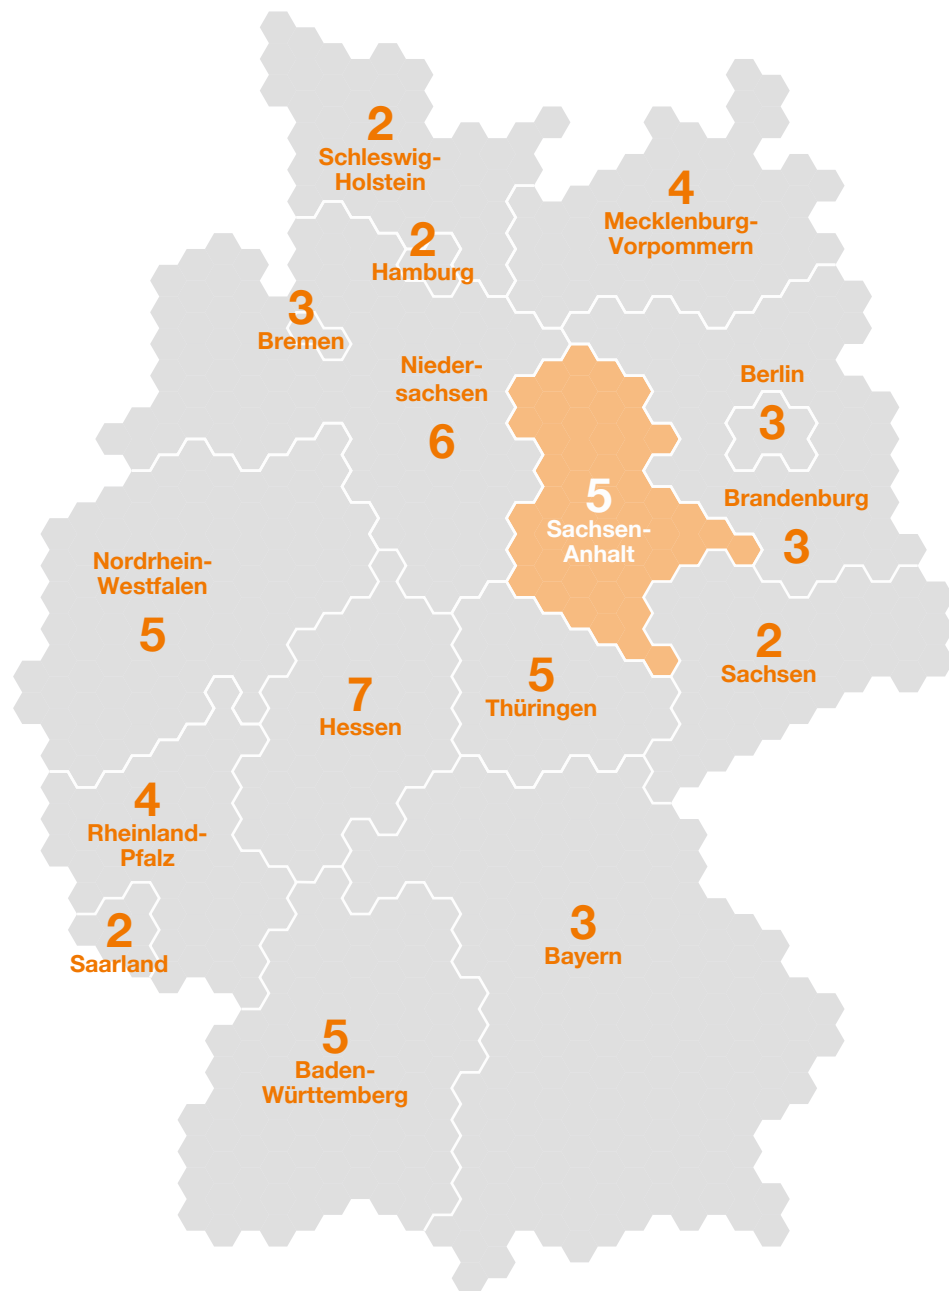 2
Schleswig-
Holstein
4
Mecklenburg-
Vorpommern
2
Hamburg
3
Bremen
Nieder-
sachsen
6
Berlin
3
5
Sachsen-
Anhalt
Brandenburg
3
Nordrhein-
Westfalen
5
2
Sachsen
5
Thüringen
7
Hessen
4
Rheinland-
Pfalz
2
Saarland
3
Bayern
5
Baden-
Württemberg